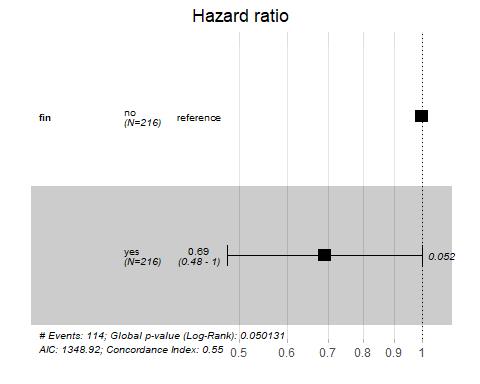 Hazard ratio
fin no reference
(N=216)
yes 0.69
(N=216) (0.48 - 1) 0.052
# Events: 114; Global p-value (Log-Rank): 0.050131
AIC: 1348.92; Concordance Index: 0.55
0.5 0.6 0.7 0.8 0.9 1